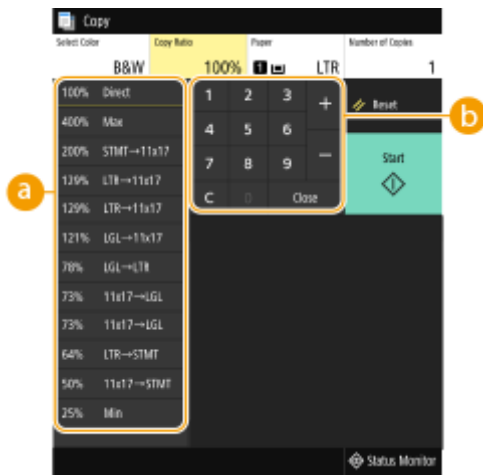 Copy
Select Color Copy Ratio Paper Number of Copies
B&W 100% 1 LTR 1
100% Direct
400% Max
200% STMT→11x17
129% LTR→11x17
129% LTR→11x17
121% LGL→11x17
78% LGL→LTR
73% 11x17→LGL
73% 11x17→LGL
64% LTR→STMT
50% 11x17→STMT
25% Min
a
1 2 3 +
4 5 6
7 8 9 −
C 0 Close
b
Reset
Start
Status Monitor